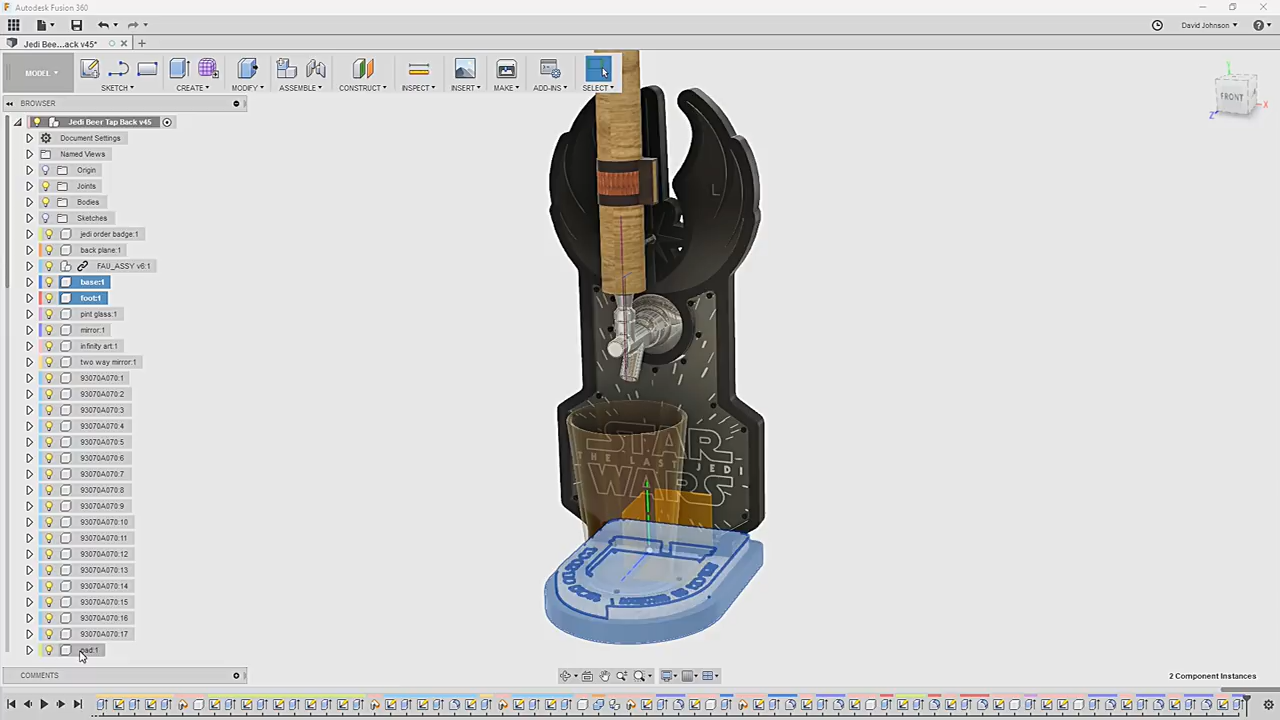 Autodesk Fusion 360
David Johnson
Jedi Bee...ack v45*
MODEL
SKETCH
CREATE
MODIFY
ASSEMBLE
CONSTRUCT
INSPECT
INSERT
MAKE
ADD-INS
SELECT
BROWSER
Jedi Beer Tap Back v45
Document Settings
Named Views
Origin
Joints
Bodies
Sketches
jedi order badge:1
back plane:1
FAU_ASSY v6:1
base:1
foot:1
pint glass:1
mirror:1
infinity art:1
two way mirror:1
93070A070:1
93070A070:2
93070A070:3
93070A070:4
93070A070:5
93070A070:6
93070A070:7
93070A070:8
93070A070:9
93070A070:10
93070A070:11
93070A070:12
93070A070:13
93070A070:14
93070A070:15
93070A070:16
93070A070:17
pad:1
COMMENTS
FRONT
Y
X
Z
L
STAR
THE LAST JEDI
WARS
2 Component Instances